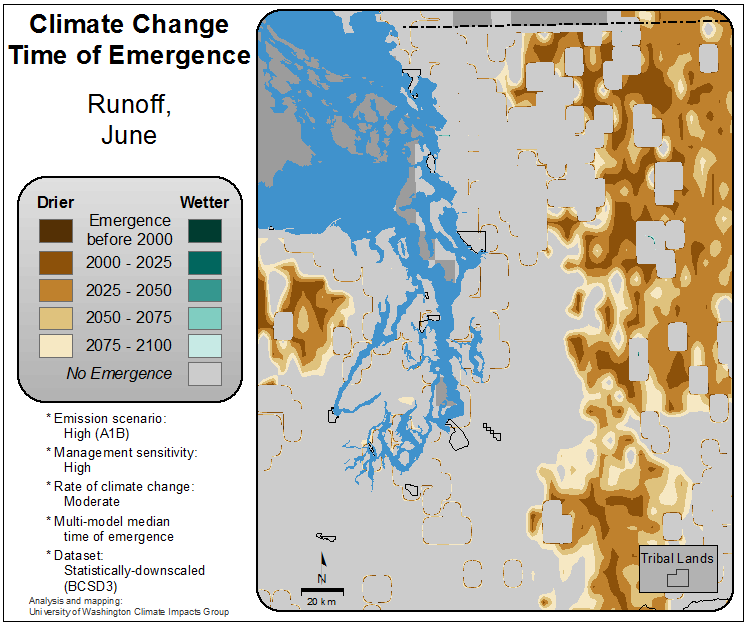 Climate Change
Time of Emergence
Runoff,
June
Drier
Wetter
Emergence
before 2000
2000 - 2025
2025 - 2050
2050 - 2075
2075 - 2100
No Emergence
* Emission scenario:
High (A1B)
* Management sensitivity:
High
* Rate of climate change:
Moderate
* Multi-model median
time of emergence
* Dataset:
Statistically-downscaled
(BCSD3)
Analysis and mapping:
University of Washington Climate Impacts Group
N
20 km
Tribal Lands